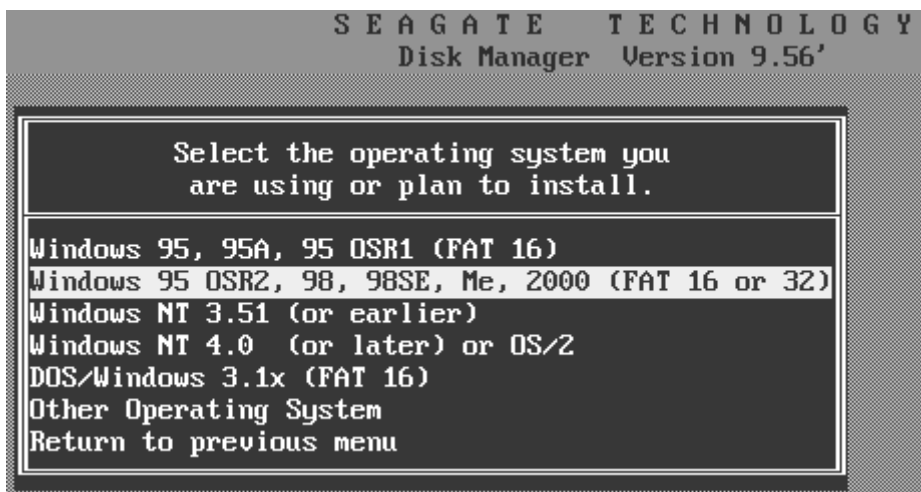 S E A G A T E   T E C H N O L O G Y
Disk Manager  Version 9.56'
Select the operating system you
are using or plan to install.
Windows 95, 95A, 95 OSR1 (FAT 16)
Windows 95 OSR2, 98, 98SE, Me, 2000 (FAT 16 or 32)
Windows NT 3.51 (or earlier)
Windows NT 4.0  (or later) or OS/2
DOS/Windows 3.1x (FAT 16)
Other Operating System
Return to previous menu